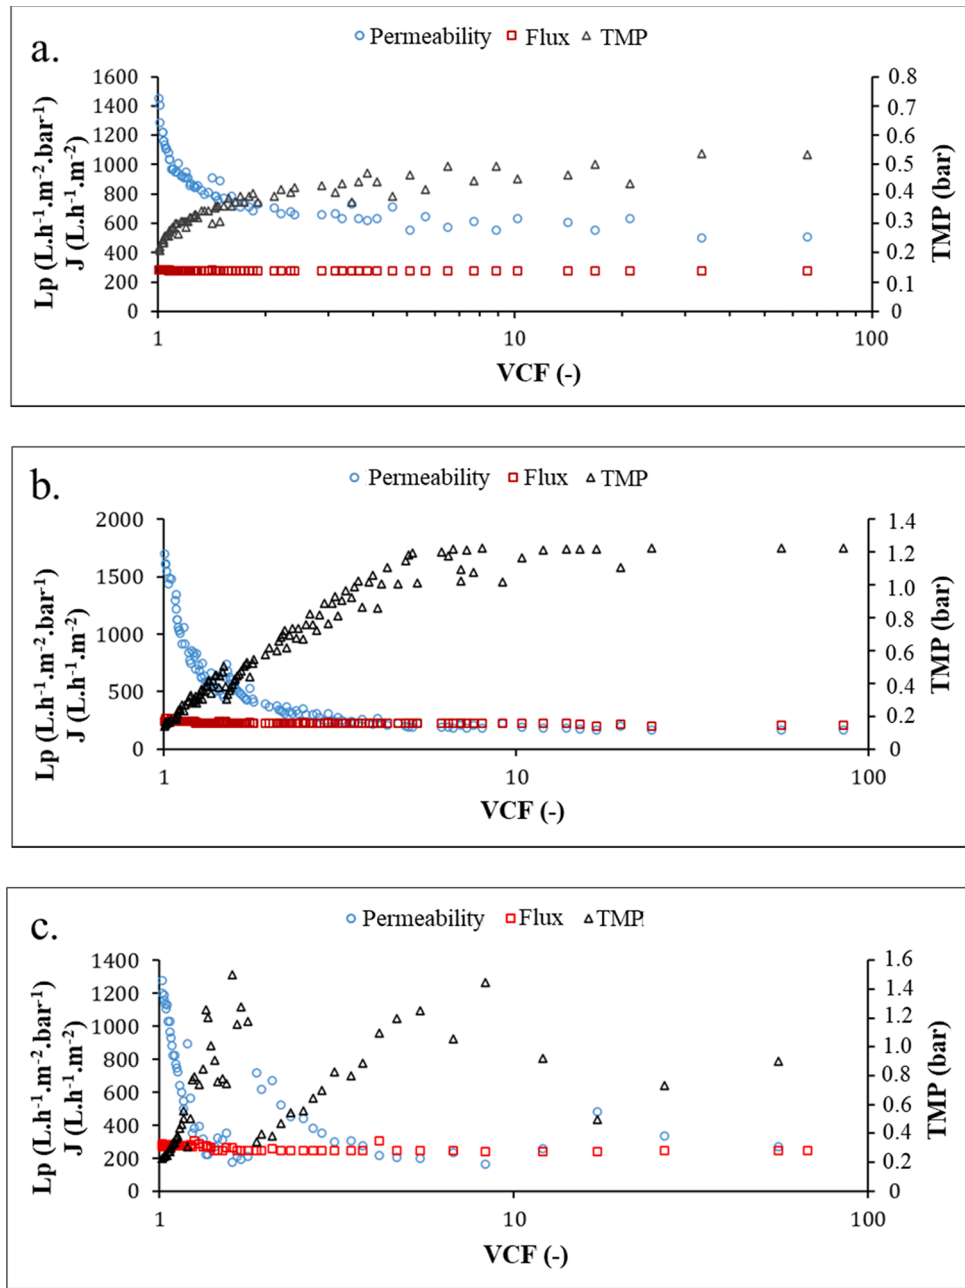 a.
Permeability Flux TMP
Lp (L.h⁻¹.m⁻².bar⁻¹)
J (L.h⁻¹.m⁻²)
1600
1400
1200
1000
800
600
400
200
0
0.8
0.7
0.6
0.5
0.4
0.3
0.2
0.1
0
TMP (bar)
1 10 100
VCF (-)
b.
Permeability Flux TMP
Lp (L.h⁻¹.m⁻².bar⁻¹)
J (L.h⁻¹.m⁻²)
2000
1500
1000
500
0
1.4
1.2
1.0
0.8
0.6
0.4
0.2
0
TMP (bar)
1 10 100
VCF (-)
c.
Permeability Flux TMP
Lp (L.h⁻¹.m⁻².bar⁻¹)
J (L.h⁻¹.m⁻²)
1400
1200
1000
800
600
400
200
0
1.6
1.4
1.2
1.0
0.8
0.6
0.4
0.2
0
TMP (bar)
1 10 100
VCF (-)